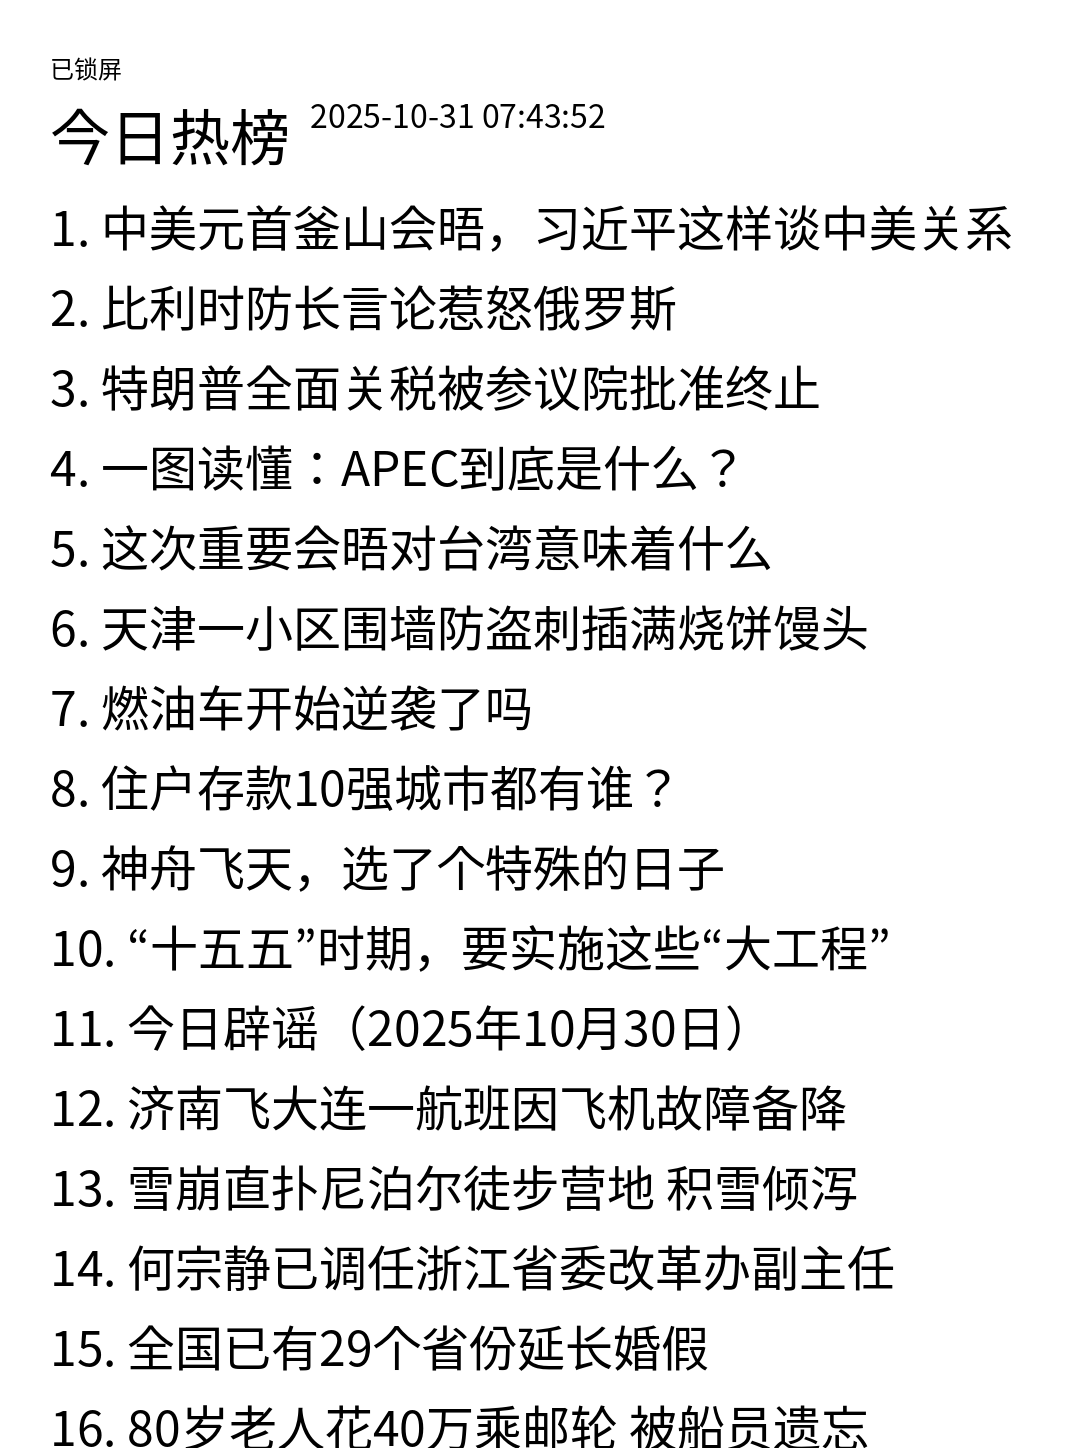 已锁屏
今日热榜 2025-10-31 07:43:52
1. 中美元首釜山会晤，习近平这样谈中美关系
2. 比利时防长言论惹怒俄罗斯
3. 特朗普全面关税被参议院批准终止
4. 一图读懂：APEC到底是什么？
5. 这次重要会晤对台湾意味着什么
6. 天津一小区围墙防盗刺插满烧饼馒头
7. 燃油车开始逆袭了吗
8. 住户存款10强城市都有谁？
9. 神舟飞天，选了个特殊的日子
10. “十五五”时期，要实施这些“大工程”
11. 今日辟谣（2025年10月30日）
12. 济南飞大连一航班因飞机故障备降
13. 雪崩直扑尼泊尔徒步营地 积雪倾泻
14. 何宗静已调任浙江省委改革办副主任
15. 全国已有29个省份延长婚假
16. 80岁老人花40万乘邮轮 被船员遗忘